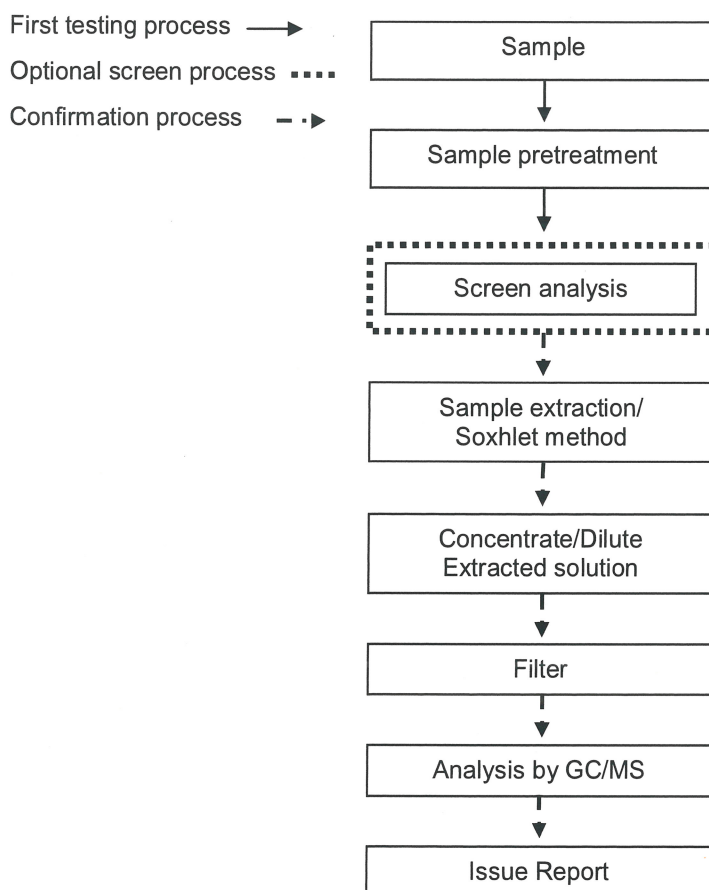 First testing process
Optional screen process
Confirmation process
Sample
Sample pretreatment
Screen analysis
Sample extraction/
Soxhlet method
Concentrate/Dilute
Extracted solution
Filter
Analysis by GC/MS
Issue Report